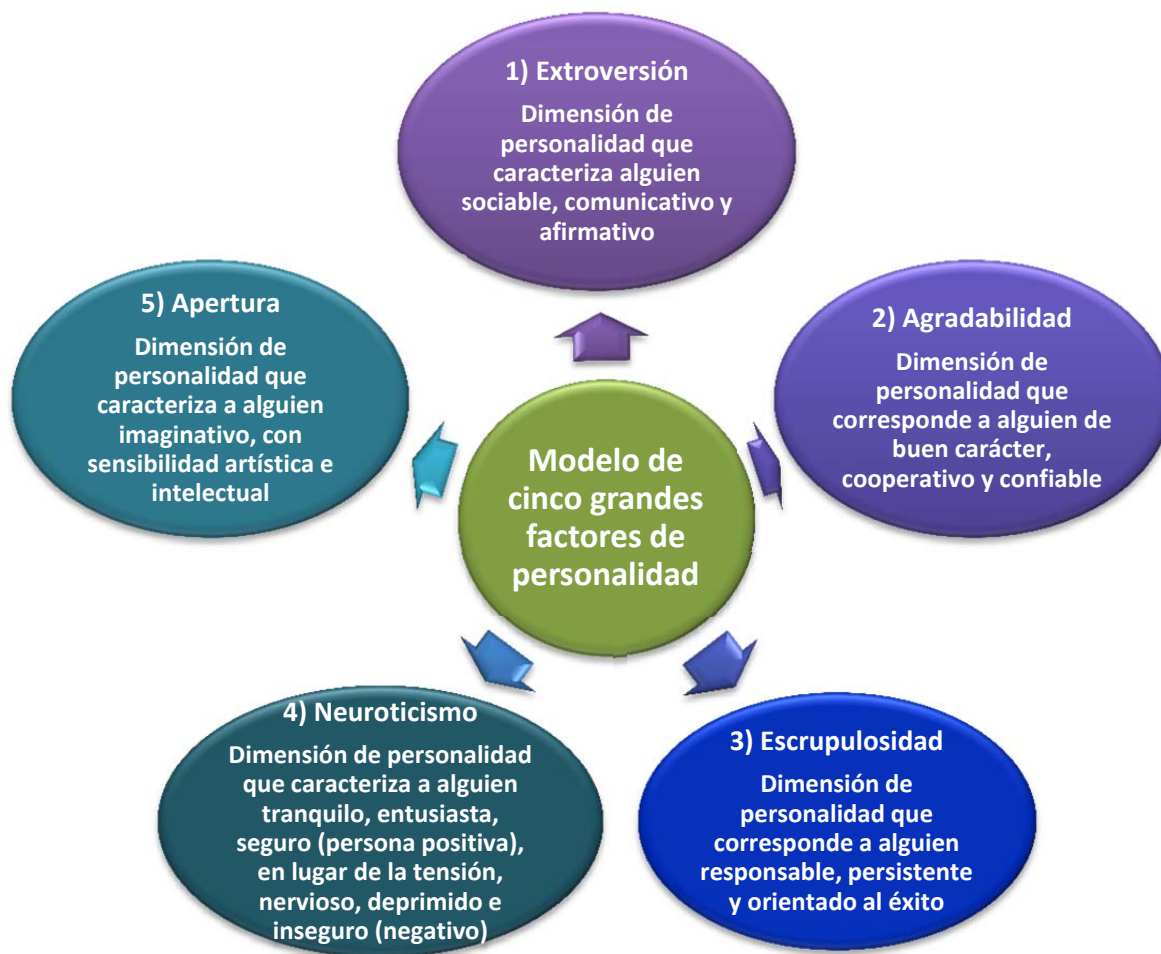 1) Extroversión
Dimensión de
personalidad que
caracteriza alguien
sociable, comunicativo y
afirmativo
2) Agradabilidad
Dimensión de
personalidad que
corresponde a alguien de
buen carácter,
cooperativo y confiable
3) Escrupulosidad
Dimensión de
personalidad que
corresponde a alguien
responsable, persistente
y orientado al éxito
4) Neuroticismo
Dimensión de personalidad
que caracteriza a alguien
tranquilo, entusiasta,
seguro (persona positiva),
en lugar de la tensión,
nervioso, deprimido e
inseguro (negativo)
5) Apertura
Dimensión de
personalidad que
caracteriza a alguien
imaginativo, con
sensibilidad artística e
intelectual
Modelo de
cinco grandes
factores de
personalidad